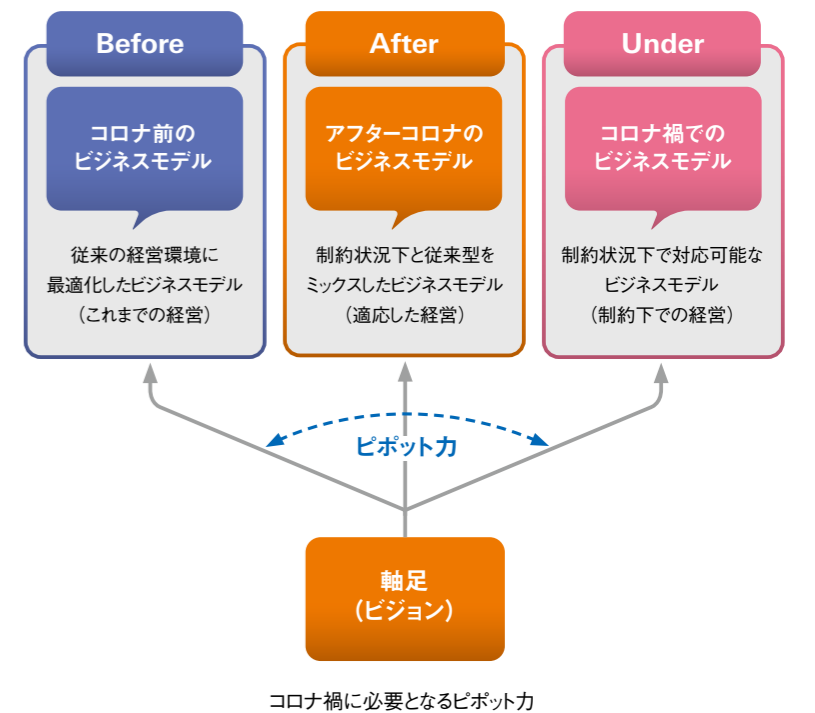 Before
コロナ前の
ビジネスモデル
従来の経営環境に
最適化したビジネスモデル
（これまでの経営）
After
アフターコロナの
ビジネスモデル
制約状況下と従来型を
ミックスしたビジネスモデル
（適応した経営）
Under
コロナ禍での
ビジネスモデル
制約状況下で対応可能な
ビジネスモデル
（制約下での経営）
ピポット力
軸足
（ビジョン）
コロナ禍に必要となるピポット力